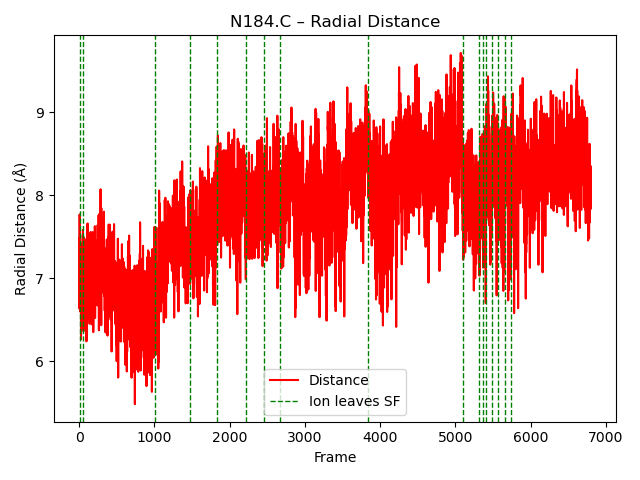 N184.C – Radial Distance
Radial Distance (Å)
9
8
7
6
Distance
Ion leaves SF
0
1000
2000
3000
4000
5000
6000
7000
Frame